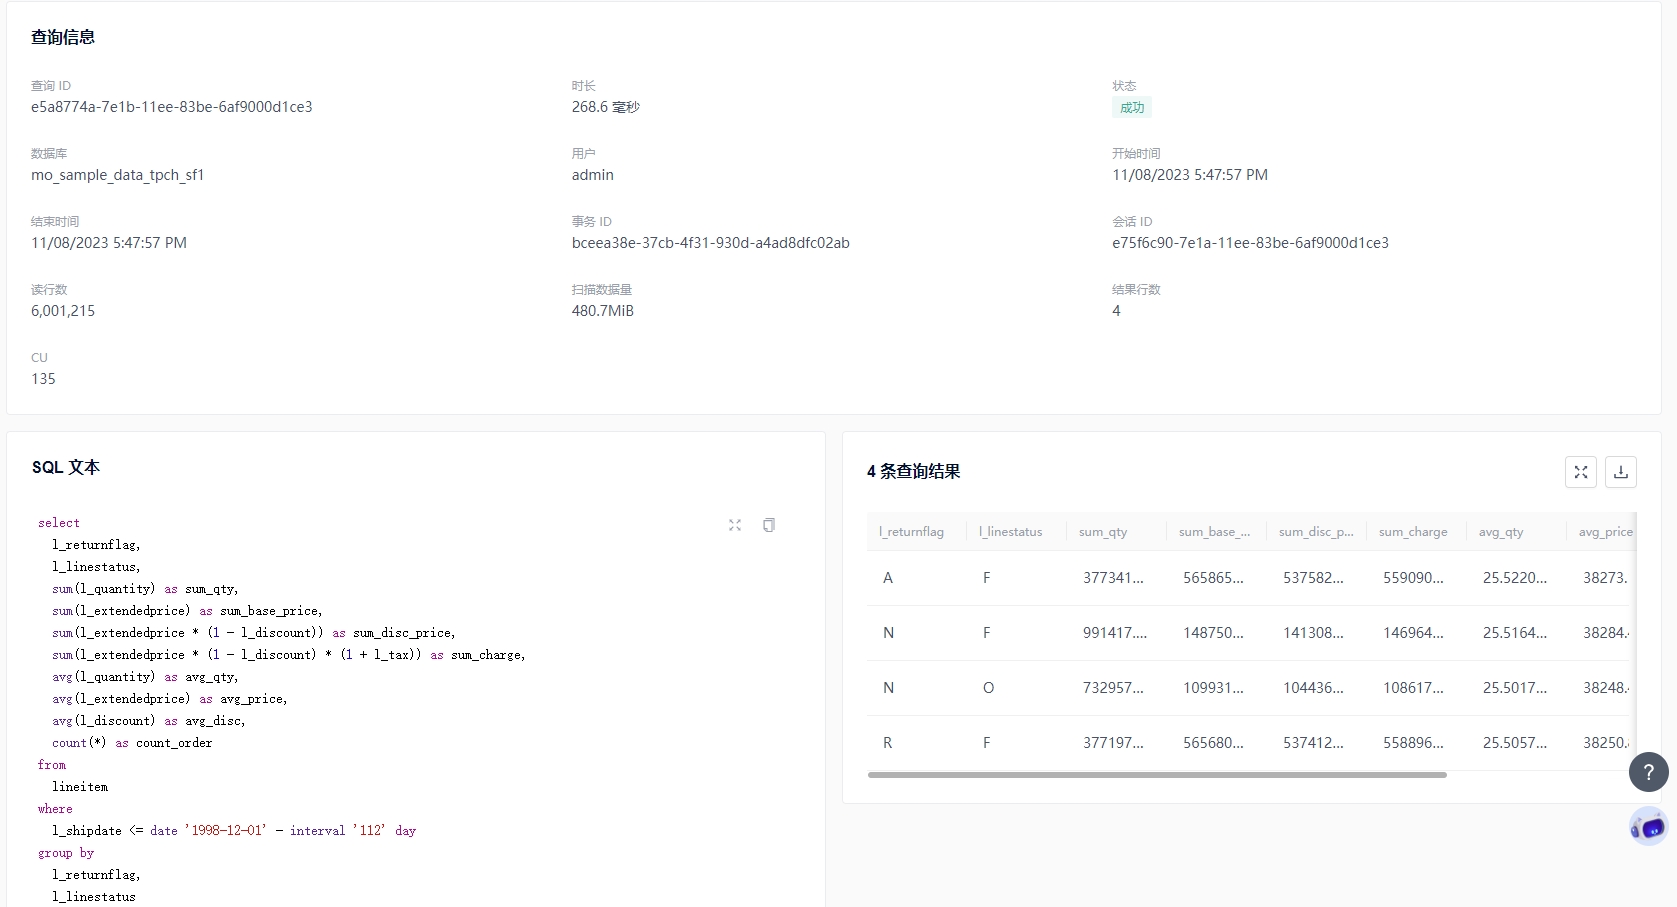 查询信息
查询 ID
时长
状态
e5a8774a-7e1b-11ee-83be-6af9000d1ce3
268.6 毫秒
成功
数据库
用户
开始时间
mo_sample_data_tpch_sf1
admin
11/08/2023 5:47:57 PM
结束时间
事务 ID
会话 ID
11/08/2023 5:47:57 PM
bceea38e-37cb-4f31-930d-a4ad8dfc02ab
e75f6c90-7e1a-11ee-83be-6af9000d1ce3
读行数
扫描数据量
结果行数
6,001,215
480.7MiB
4
CU
135
SQL 文本
select
l_returnflag,
l_linestatus,
sum(l_quantity) as sum_qty,
sum(l_extendedprice) as sum_base_price,
sum(l_extendedprice * (1 - l_discount)) as sum_disc_price,
sum(l_extendedprice * (1 - l_discount) * (1 + l_tax)) as sum_charge,
avg(l_quantity) as avg_qty,
avg(l_extendedprice) as avg_price,
avg(l_discount) as avg_disc,
count(*) as count_order
from
lineitem
where
l_shipdate <= date '1998-12-01' - interval '112' day
group by
l_returnflag,
l_linestatus
4 条查询结果
l_returnflag l_linestatus sum_qty sum_base_... sum_disc_p... sum_charge avg_qty avg_price
A F 377341... 565865... 537582... 559090... 25.5220... 38273.
N F 991417.... 148750... 141308... 146964... 25.5164... 38284.
N O 732957... 109931... 104436... 108617... 25.5017... 38248.
R F 377197... 565680... 537412... 558896... 25.5057... 38250.
?